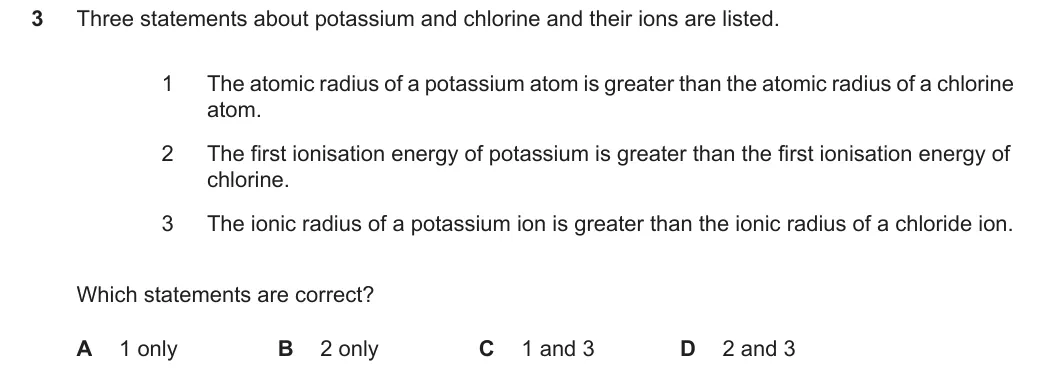 3 Three statements about potassium and chlorine and their ions are listed.
1 The atomic radius of a potassium atom is greater than the atomic radius of a chlorine
atom.
2 The first ionisation energy of potassium is greater than the first ionisation energy of
chlorine.
3 The ionic radius of a potassium ion is greater than the ionic radius of a chloride ion.
Which statements are correct?
A 1 only B 2 only C 1 and 3 D 2 and 3